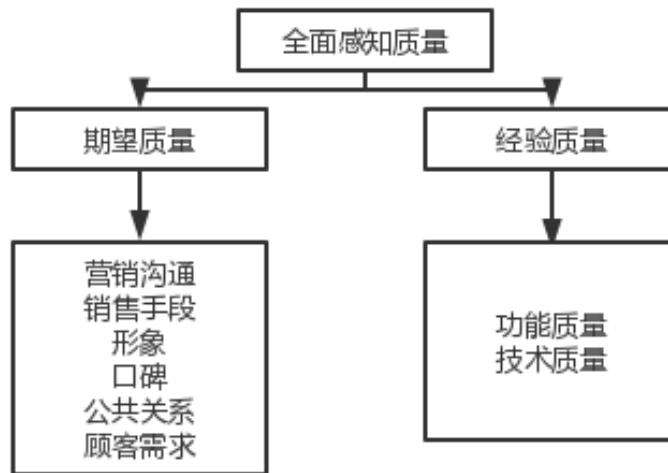 全面感知质量
期望质量
经验质量
营销沟通
销售手段
形象
口碑
公共关系
顾客需求
功能质量
技术质量